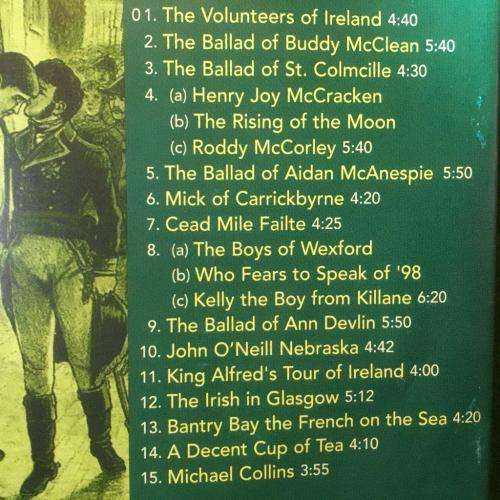 01. The Volunteers of Ireland 4:40
2. The Ballad of Buddy McClean 5:40
3. The Ballad of St. Colmcille 4:30
4. (a) Henry Joy McCracken
(b) The Rising of the Moon
(c) Roddy McCorley 5:40
5. The Ballad of Aidan McAnespie 5:50
6. Mick of Carrickbyrne 4:20
7. Cead Mile Failte 4:25
8. (a) The Boys of Wexford
(b) Who Fears to Speak of '98
(c) Kelly the Boy from Killane 6:20
9. The Ballad of Ann Devlin 5:50
10. John O'Neill Nebraska 4:42
11. King Alfred's Tour of Ireland 4:00
12. The Irish in Glasgow 5:12
13. Bantry Bay the French on the Sea 4:20
14. A Decent Cup of Tea 4:10
15. Michael Collins 3:55